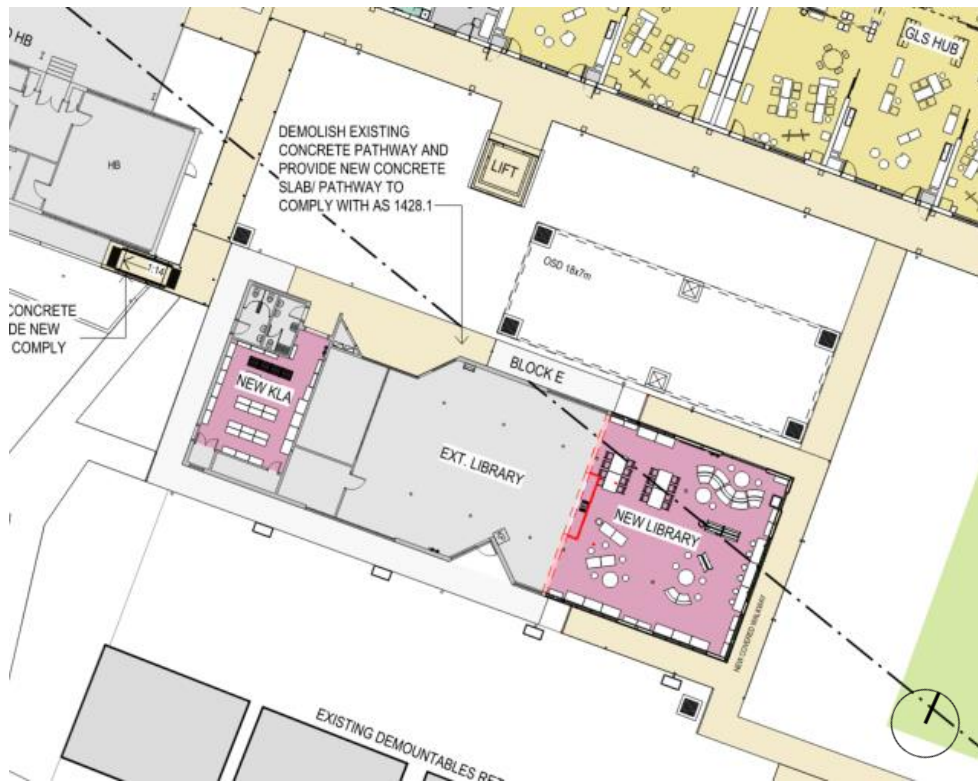 O HB
HB
GLS HUB
DEMOLISH EXISTING
CONCRETE PATHWAY AND
PROVIDE NEW CONCRETE
SLAB/ PATHWAY TO
COMPLY WITH AS 1428.1
LIFT
1:14
OSD 18x7m
CONCRETE
DE NEW
COMPLY
BLOCK E
NEW KLA
EXT. LIBRARY
NEW LIBRARY
NEW COVERED WALKWAY
EXISTING DEMOUNTABLES RET